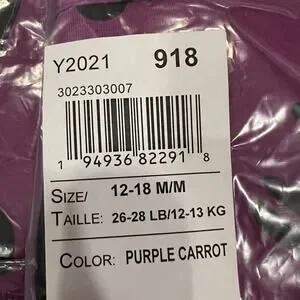 Y2021 918
3023303007
1 94936 82291 8
SIZE/ 12-18 M/M
TAILLE: 26-28 LB/12-13 KG
COLOR: PURPLE CARROT